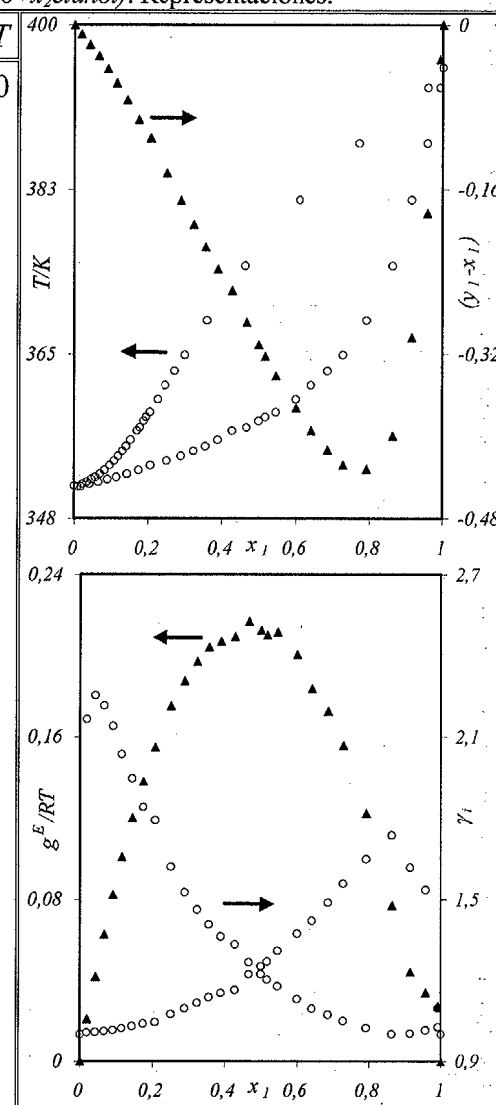 x₂etanol). Representaciones.
T
0
400
383
365
348
T/K
0
-0,16
-0,32
-0,48
(y₁-x₁)
0 0,2 x₁ 0,4 0,6 0,8 1
0,24
0,16
0,08
0
gᴱ/RT
2,7
2,1
1,5
0,9
γᵢ
0 0,2 0,4 x₁ 0,6 0,8 1